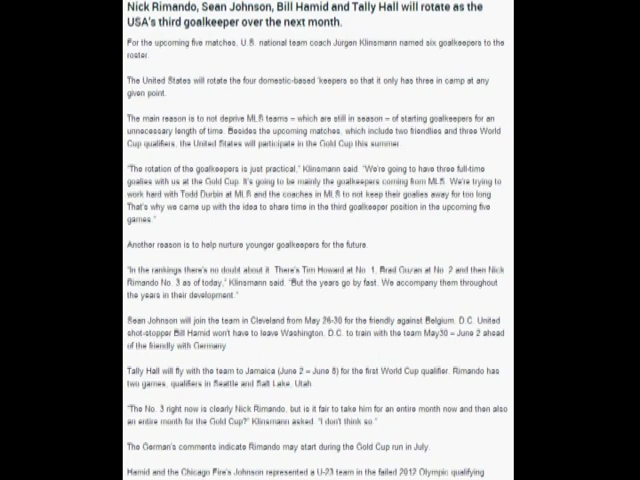 Nick Rimando, Sean Johnson, Bill Hamid and Tally Hall will rotate as the
USA's third goalkeeper over the next month.
For the upcoming five matches, U.S. national team coach Jurgen Klinsmann named six goalkeepers to the
roster.
The United States will rotate the four domestic-based 'keepers so that it only has three in camp at any
given point.
The main reason is to not deprive MLS teams – which are still in season – of starting goalkeepers for an
unnecessary length of time. Besides the upcoming matches, which include two friendlies and three World
Cup qualifiers, the United States will participate in the Gold Cup this summer.
"The rotation of the goalkeepers is just practical," Klinsmann said. "We're going to have three full-time
goalies with us at the Gold Cup. It's going to be mainly the goalkeepers coming from MLS. We're trying to
work hard with Todd Durbin at MLS and the coaches in MLS to not keep their goalies away for too long.
That's why we came up with the idea to share time in the third goalkeeper position in the upcoming five
games."
Another reason is to help nurture younger goalkeepers for the future.
"In the rankings there's no doubt about it. There's Tim Howard at No. 1, Brad Guzan at No. 2 and then Nick
Rimando No. 3 as of today," Klinsmann said. "But the years go by fast. We accompany them throughout
the years in their development."
Sean Johnson will join the team in Cleveland from May 26-30 for the friendly against Belgium. D.C. United
shot-stopper Bill Hamid won't have to leave Washington, D.C. to train with the team May30 – June 2 ahead
of the friendly with Germany.
Tally Hall will fly with the team to Jamaica (June 2 – June 8) for the first World Cup qualifier. Rimando has
two games, qualifiers in Seattle and Salt Lake, Utah.
"The No. 3 right now is clearly Nick Rimando, but is it fair to take him for an entire month now and then also
an entire month for the Gold Cup?" Klinsmann asked. "I don't think so."
The German's comments indicate Rimando may start during the Gold Cup run in July.
Hamid and the Chicago Fire's Johnson represented a U-23 team in the failed 2012 Olympic qualifying